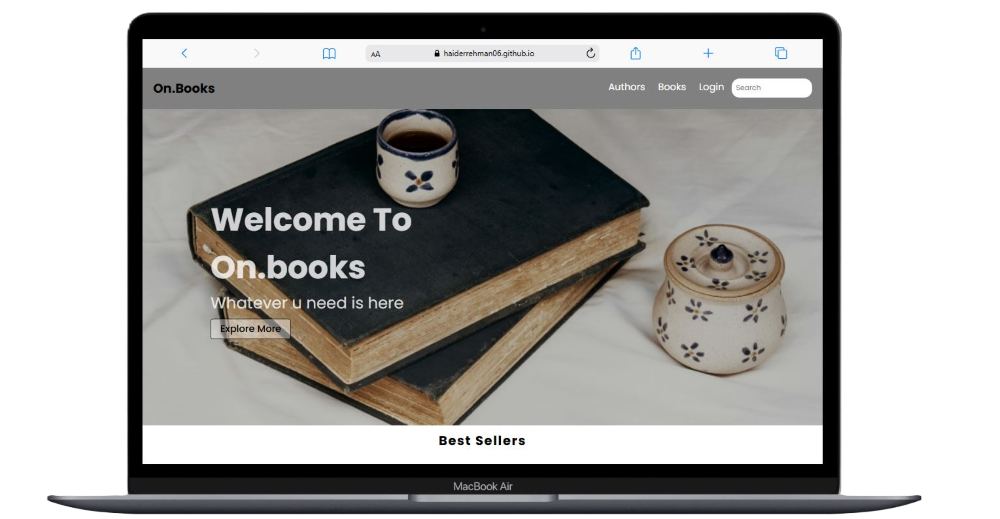 AA
haiderrehman06.github.io
On.Books
Authors Books Login Search
Welcome To
On.books
Whatever u need is here
Explore More
Best Sellers
MacBook Air